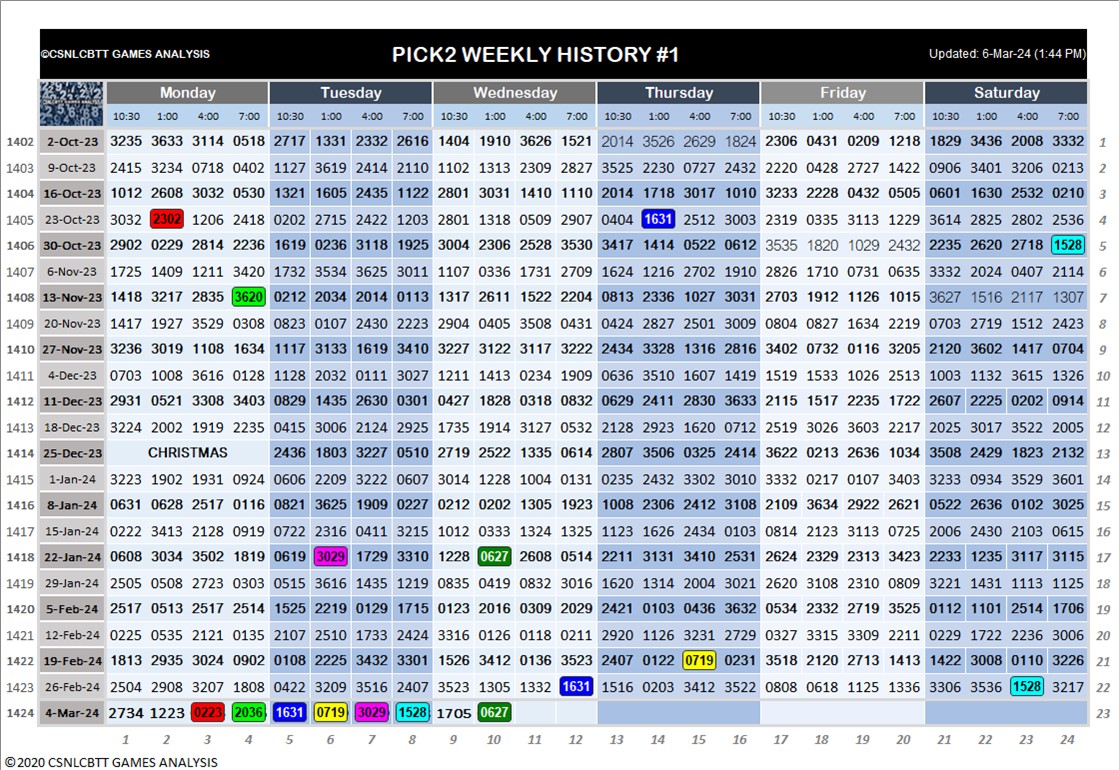 ©CSNLCBTT GAMES ANALYSIS PICK2 WEEKLY HISTORY #1 Updated: 6-Mar-24 (1:44 PM)
Monday Tuesday Wednesday Thursday Friday Saturday
10:30 1:00 4:00 7:00 10:30 1:00 4:00 8:00 10:30 1:00 4:00 7:00 10:30 1:00 4:00 7:00 10:30 1:00 4:00 7:00 10:30 1:00 4:00 7:00
1402 2-Oct-23 3235 3633 3114 0518 2717 1331 2332 2616 1404 1910 3626 1521 2014 3526 2629 1824 2306 0431 0209 1218 1829 3436 2008 3332 1
1403 9-Oct-23 2415 3234 0718 0402 1127 3619 2414 2110 1102 1313 2309 2827 3525 2230 0727 2432 2220 0428 2727 1422 0906 3401 3206 0213 2
1404 16-Oct-23 1012 2608 3032 0530 1321 1605 2435 1122 2801 3031 1410 1110 2014 1718 3017 1010 3233 2228 0432 0505 0601 1630 2532 0210 3
1405 23-Oct-23 3032 2302 1206 2418 0202 2715 2422 1203 2801 1318 0509 2907 0404 1631 2512 3003 2319 0335 1113 1229 3614 2825 2802 2536 4
1406 30-Oct-23 2902 0229 2814 2236 1619 0236 3118 1925 3004 2306 2528 3530 3417 1414 0522 0612 3535 1820 1029 2432 2235 2620 2718 1528 5
1407 6-Nov-23 1725 1409 1211 3420 1732 3534 3625 3011 1107 0336 1731 2709 1624 1216 2702 1910 2826 1710 0731 0635 3332 2024 0407 2114 6
1408 13-Nov-23 1418 3217 2835 3620 0212 2034 2014 0113 1317 2611 1522 2204 0813 2336 1027 3031 2703 1912 1126 1015 3627 1516 2117 1307 7
1409 20-Nov-23 1417 1927 3529 0308 0823 0107 2430 2223 2904 0405 3508 0431 0424 2827 2501 3009 0804 0827 1634 2219 0703 2719 1512 2423 8
1410 27-Nov-23 3236 3019 1108 1634 1117 3133 1619 3410 3227 3122 3117 3222 2434 3328 1316 2816 3402 0732 0116 3205 2120 3602 1417 0704 9
1411 4-Dec-23 0703 1008 3616 0128 1128 2032 0111 3027 1211 1413 0234 1909 0636 3510 1607 1419 1519 1533 1026 2513 1003 1132 3615 1326 10
1412 11-Dec-23 2931 0521 3308 3403 0829 1435 2630 0301 0427 1828 0318 0832 0629 2411 2830 3633 2115 1517 2235 1722 2607 2225 0202 0914 11
1413 18-Dec-23 3224 2002 1919 2235 0415 3006 2124 2925 1735 1914 3127 0532 2128 2923 1620 0712 2519 3026 3603 2217 2025 3017 3522 2005 12
1414 25-Dec-23 CHRISTMAS 2436 1803 3227 0510 2719 2522 1335 0614 2807 3506 0325 2414 3622 0213 2636 1034 3508 2429 1823 2132 13
1415 1-Jan-24 3223 1902 1931 0924 0606 2209 3222 0607 3014 1228 1004 0131 0235 2432 3302 3010 3332 0217 0107 3403 3233 0934 3529 3601 14
1416 8-Jan-24 0631 0628 2517 0116 0821 3625 1909 0227 0212 0202 1305 1923 1008 2306 2412 3108 2109 3634 2922 2621 0522 2636 0102 3025 15
1417 15-Jan-24 0222 3413 2128 0919 0722 2316 0411 3215 1012 0333 1324 1325 1123 1626 2434 0103 0814 2123 3113 0725 2006 2430 2103 0615 16
1418 22-Jan-24 0608 3034 3502 1819 0619 3029 1729 3310 1228 0627 2608 0514 2211 3131 3410 2531 3224 2329 2313 3423 2233 1235 3117 3115 17
1419 29-Jan-24 2505 0508 2723 0303 0515 3616 1435 1219 0835 0419 0832 3016 1620 1314 2004 3021 2620 3108 2310 0809 3221 1431 1113 1125 18
1420 5-Feb-24 2517 0513 2517 2514 1525 2219 0129 1715 0123 2016 0309 2029 2421 0103 0436 3632 0534 2332 2719 3525 0112 1101 2514 1706 19
1421 12-Feb-24 0225 0535 2121 0135 2107 2510 1733 2424 3316 0126 0118 0211 2920 1126 3231 2729 0327 3315 3309 2211 0229 1722 2236 3006 20
1422 19-Feb-24 1813 2935 3024 0902 0108 2225 3432 3301 1526 3412 0136 3523 2407 0122 0719 0231 3518 2120 2713 1413 1422 3008 0110 3226 21
1423 26-Feb-24 2504 2908 3207 1808 0422 3209 3516 2407 3523 1305 1332 1631 1516 0203 3412 3522 0808 0618 1125 1336 3306 3536 1528 3217 22
1424 4-Mar-24 2734 1223 0223 2036 1631 0719 3029 1528 1705 0627 23
1 2 3 4 5 6 7 8 9 10 11 12 13 14 15 16 17 18 19 20 21 22 23 24
©2020 CSNLCBTT GAMES ANALYSIS